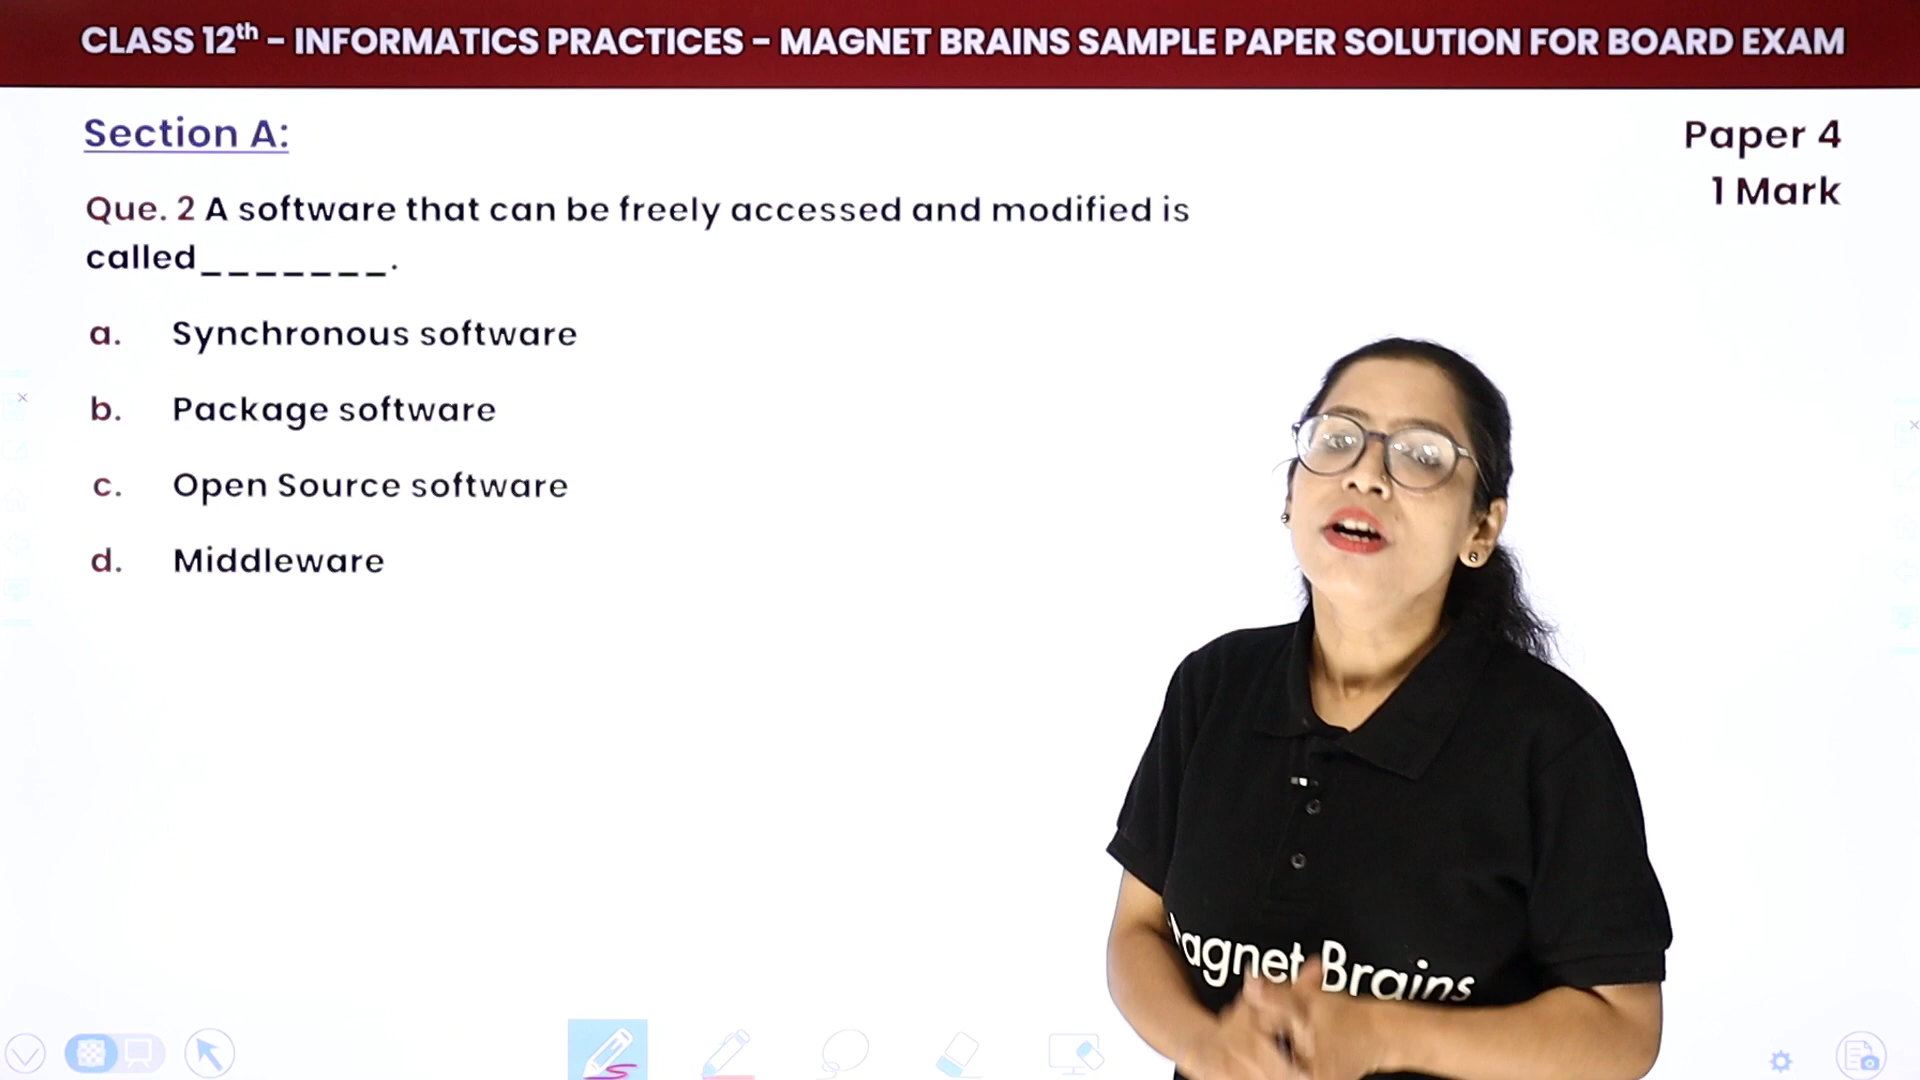 CLASS 12th - INFORMATICS PRACTICES - MAGNET BRAINS SAMPLE PAPER SOLUTION FOR BOARD EXAM
Section A:
Paper 4
1 Mark
Que. 2 A software that can be freely accessed and modified is
called_______.
a. Synchronous software
b. Package software
c. Open Source software
d. Middleware
agnet Brains